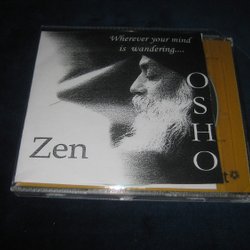 Wherever your mind
is wandering....
OSHO
Zen